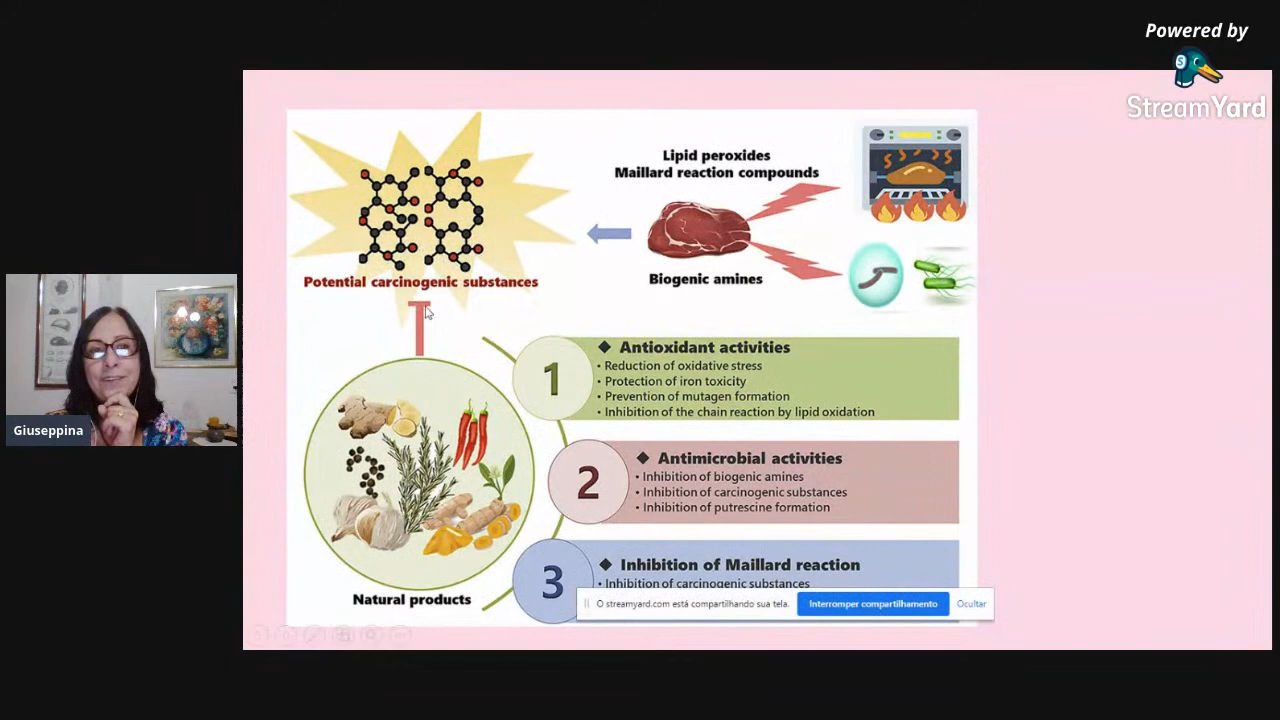 Powered by
StreamYard
Lipid peroxides
Maillard reaction compounds
Potential carcinogenic substances
Biogenic amines
Giuseppina
1
◆ Antioxidant activities
• Reduction of oxidative stress
• Protection of iron toxicity
• Prevention of mutagen formation
• Inhibition of the chain reaction by lipid oxidation
2
◆ Antimicrobial activities
• Inhibition of biogenic amines
• Inhibition of carcinogenic substances
• Inhibition of putrescine formation
3
◆ Inhibition of Maillard reaction
• Inhibition of carcinogenic substances
Natural products
O streamyard.com está compartilhando sua tela.
Interromper compartilhamento
Ocultar